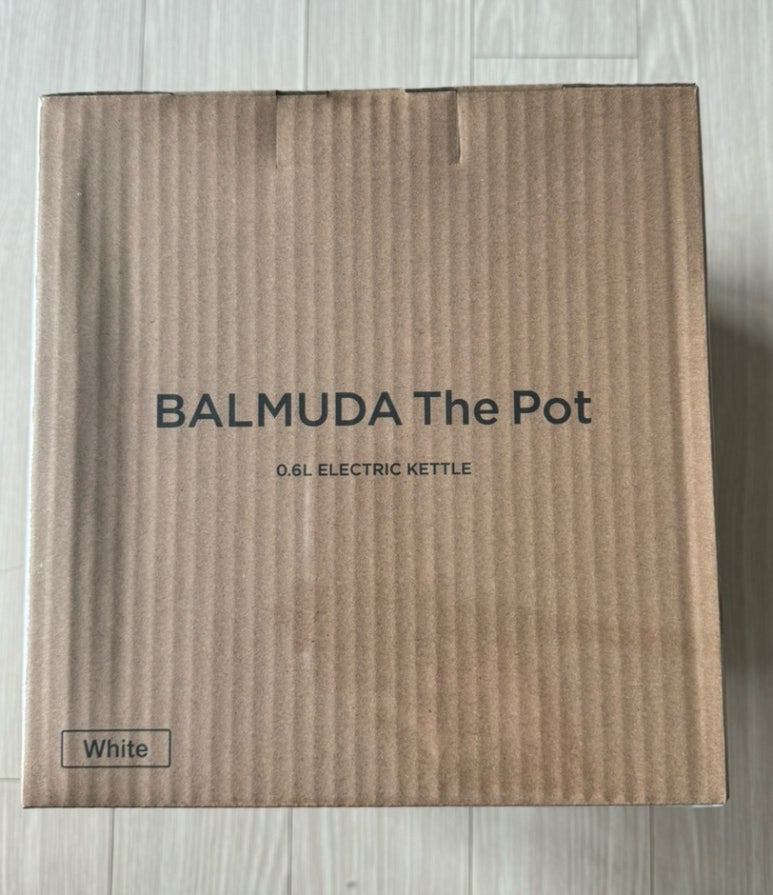 BALMUDA The Pot
0.6L ELECTRIC KETTLE
White